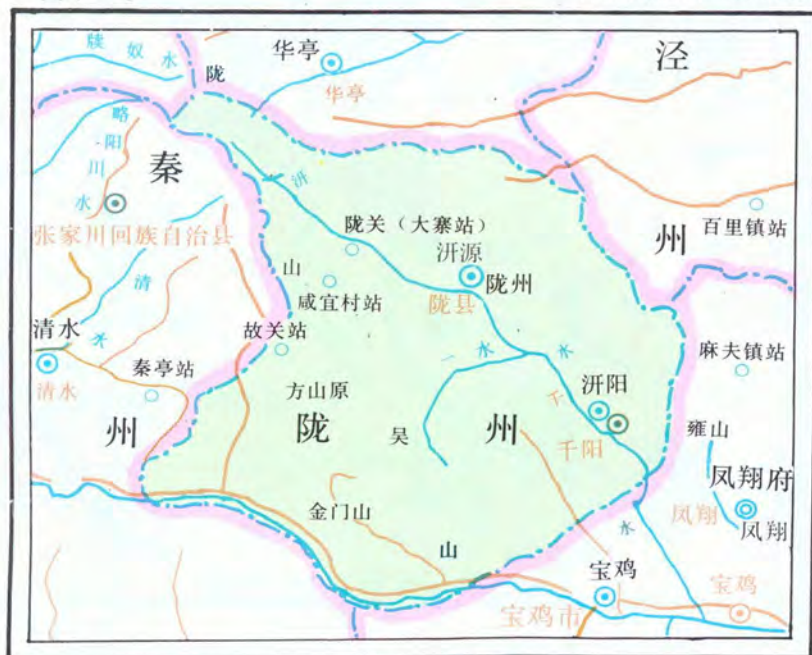 牍奴水
陇
华亭
华亭
泾
略阳川水
秦
张家川回族自治县
汧
陇关（大寨站）
汧源
陇州
陇县
州
百里镇站
山
咸宜村站
清
水
清水
清水
秦亭站
故关站
一水
水
麻夫镇站
方山原
汧阳
千
千阳
州
陇
吴
州
雍山
凤翔府
凤翔
凤翔
金门山
山
水
宝鸡
宝鸡
宝鸡市